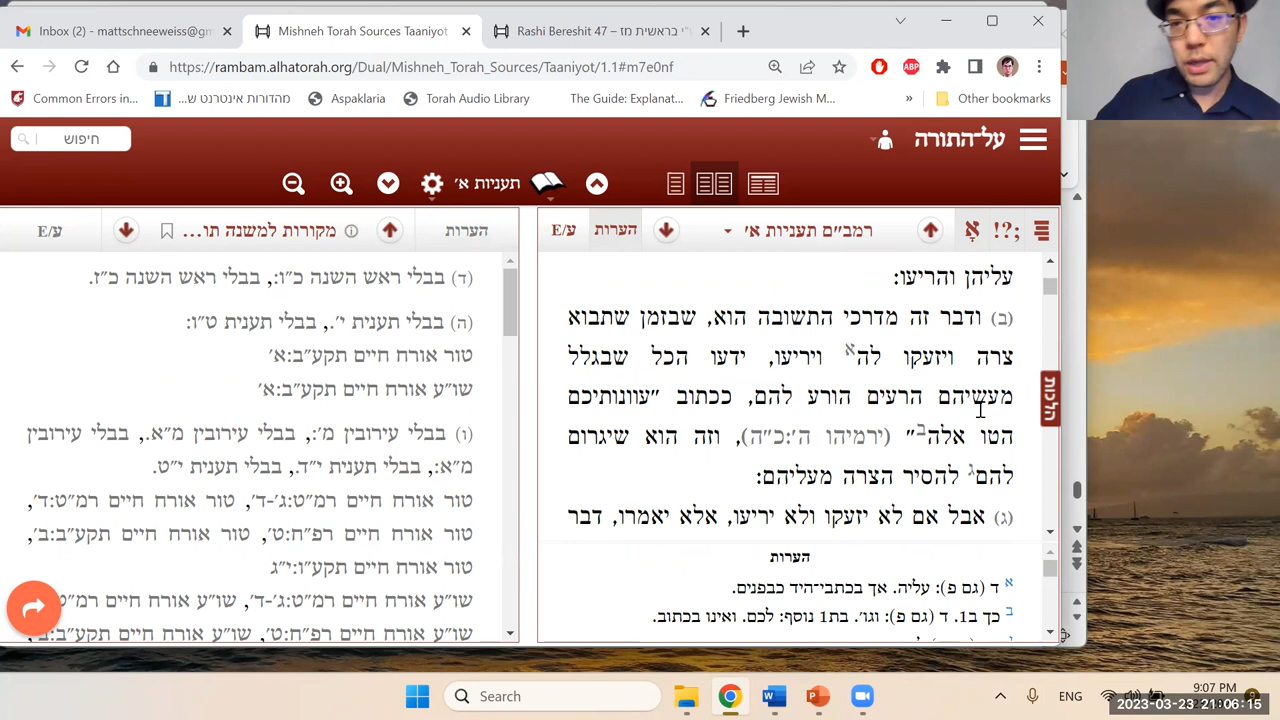 Inbox (2) - mattschneeweiss@gm
Mishneh Torah Sources Taaniyot
Rashi Bereshit 47 – רש"י בראשית מז
https://rambam.alhatorah.org/Dual/Mishneh_Torah_Sources/Taaniyot/1.1#m7e0nf
Common Errors in...
מהדורות אינטרנט ש...
Aspaklaria
Torah Audio Library
The Guide: Explanat...
Friedberg Jewish M...
»
Other bookmarks
חיפוש
על־התורה
תעניות א׳
ע/E
מקורות למשנה תו...
הערות
ע/E
הערות
רמב״ם תעניות א׳
!?;
אָ
עליהן והריעו:
(ב) ודבר זה מדרכי התשובה הוא, שבזמן שתבוא
צרה ויזעקו להא ויריעו, ידעו הכל שבגלל
מעשיהם הרעים הורע להם, ככתוב ״עוונותיכם
הטו אלהב״ (ירמיהו ה׳:כ״ה), וזה הוא שיגרום
להםג להסיר הצרה מעליהם:
(ג) אבל אם לא יזעקו ולא יריעו, אלא יאמרו, דבר
הערות
א ד (גם פ): עליה. אך בכתבי־היד כבפנים.
ב כך ב1. ד (גם פ): וגו׳. בת1 נוסף: לכם. ואינו בכתוב.
הלכות
(ד) בבלי ראש השנה כ״ו:, בבלי ראש השנה כ״ז.
(ה) בבלי תענית י׳., בבלי תענית ט״ו:
טור אורח חיים תקע״ב:א׳
שו״ע אורח חיים תקע״ב:א׳
(ו) בבלי עירובין מ׳:, בבלי עירובין מ״א., בבלי עירובין
מ״א:, בבלי תענית י״ד., בבלי תענית י״ט.
טור אורח חיים רמ״ט:ג׳-ד׳, טור אורח חיים רמ״ט:ד׳,
טור אורח חיים רפ״ח:ט׳, טור אורח חיים תקע״ב:ב׳,
טור אורח חיים תקע״ו:י״ג
שו״ע אורח חיים רמ״ט:ג׳-ד׳, שו״ע אורח חיים
שו״ע אורח חיים רפ״ח:ט׳, שו״ע אורח חיים תקע״ב:ב׳
Search
ENG
9:07 PM
2023-03-23 21:06:15